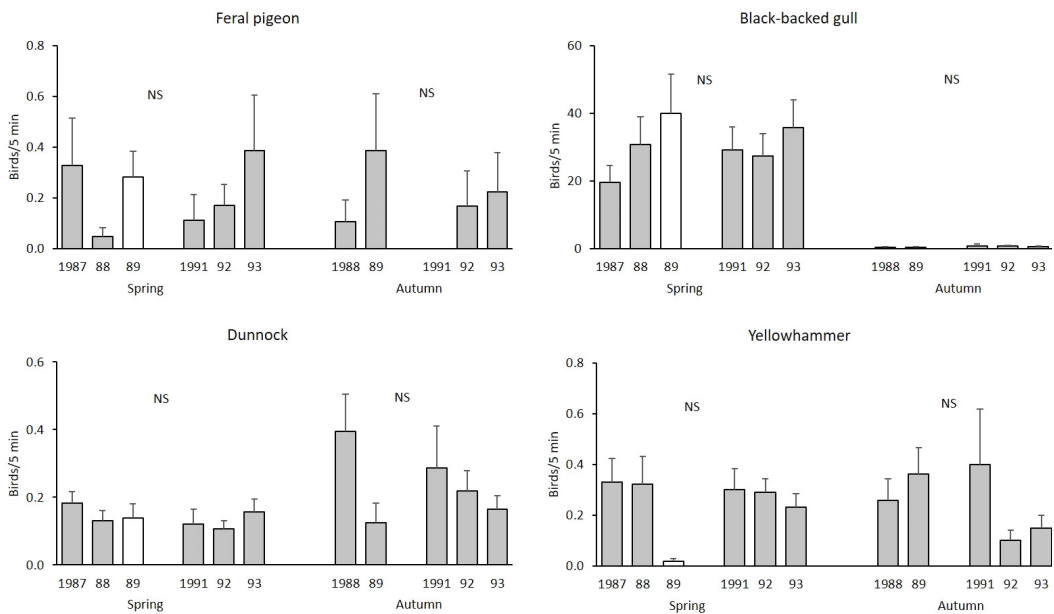 Feral pigeon
Birds/5 min
0.8
0.6
0.4
0.2
0.0
NS
NS
1987 88 89 1991 92 93 1988 89 1991 92 93
Spring Autumn
Black-backed gull
Birds/5 min
60
40
20
0
NS
NS
1987 88 89 1991 92 93 1988 89 1991 92 93
Spring Autumn
Dunnock
Birds/5 min
0.6
0.4
0.2
0.0
NS
NS
1987 88 89 1991 92 93 1988 89 1991 92 93
Spring Autumn
Yellowhammer
Birds/5 min
0.8
0.6
0.4
0.2
0.0
NS
NS
1987 88 89 1991 92 93 1988 89 1991 92 93
Spring Autumn